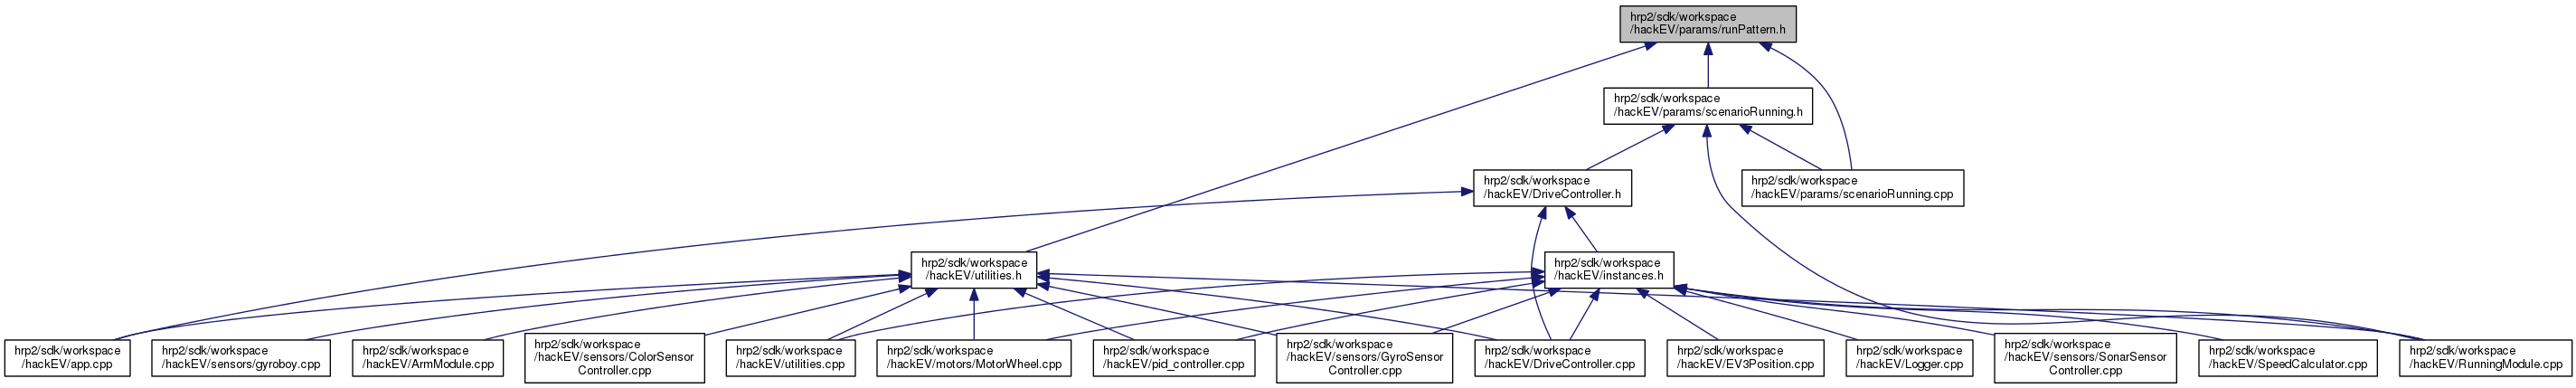 hrp2/sdk/workspace
/hackEV/params/runPattern.h
hrp2/sdk/workspace
/hackEV/params/scenarioRunning.h
hrp2/sdk/workspace
/hackEV/DriveController.h
hrp2/sdk/workspace
/hackEV/params/scenarioRunning.cpp
hrp2/sdk/workspace
/hackEV/utilities.h
hrp2/sdk/workspace
/hackEV/instances.h
hrp2/sdk/workspace
/hackEV/app.cpp
hrp2/sdk/workspace
/hackEV/sensors/gyroboy.cpp
hrp2/sdk/workspace
/hackEV/ArmModule.cpp
hrp2/sdk/workspace
/hackEV/sensors/ColorSensor
Controller.cpp
hrp2/sdk/workspace
/hackEV/utilities.cpp
hrp2/sdk/workspace
/hackEV/motors/MotorWheel.cpp
hrp2/sdk/workspace
/hackEV/pid_controller.cpp
hrp2/sdk/workspace
/hackEV/sensors/GyroSensor
Controller.cpp
hrp2/sdk/workspace
/hackEV/DriveController.cpp
hrp2/sdk/workspace
/hackEV/EV3Position.cpp
hrp2/sdk/workspace
/hackEV/Logger.cpp
hrp2/sdk/workspace
/hackEV/sensors/SonarSensor
Controller.cpp
hrp2/sdk/workspace
/hackEV/SpeedCalculator.cpp
hrp2/sdk/workspace
/hackEV/RunningModule.cpp